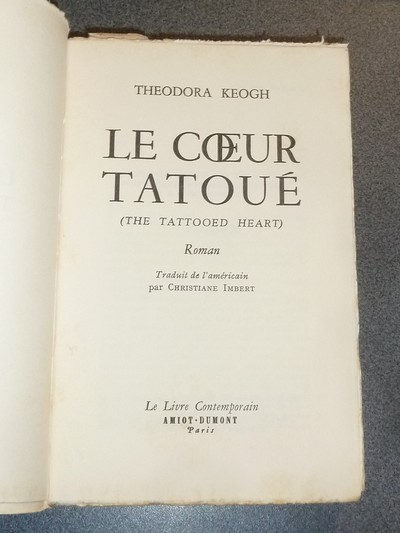 THEODORA KEOGH
LE CŒUR
TATOUÉ
(THE TATTOOED HEART)
Roman
Traduit de l'américain
par CHRISTIANE IMBERT
Le Livre Contemporain
AMIOT-DUMONT
Paris